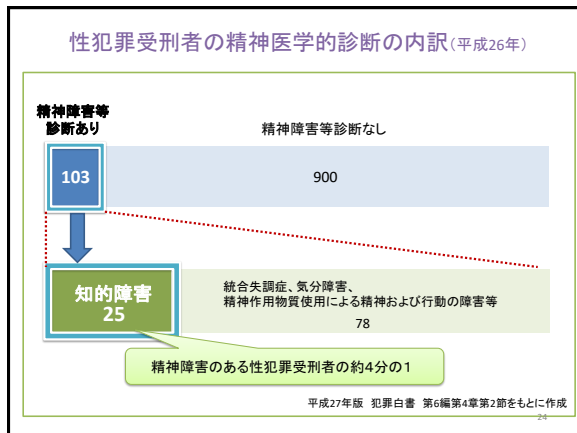 性犯罪受刑者の精神医学的診断の内訳(平成26年)
精神障害等
診断あり
精神障害等診断なし
103
900
知的障害
25
統合失調症、気分障害、
精神作用物質使用による精神および行動の障害等
78
精神障害のある性犯罪受刑者の約4分の1
平成27年版 犯罪白書 第6編第4章第2節をもとに作成
24